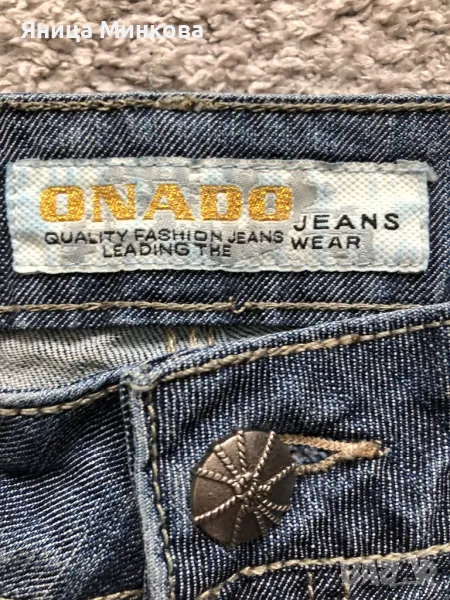 Яница Минкова
ONADO JEANS
QUALITY FASHION JEANS WEAR
LEADING THE